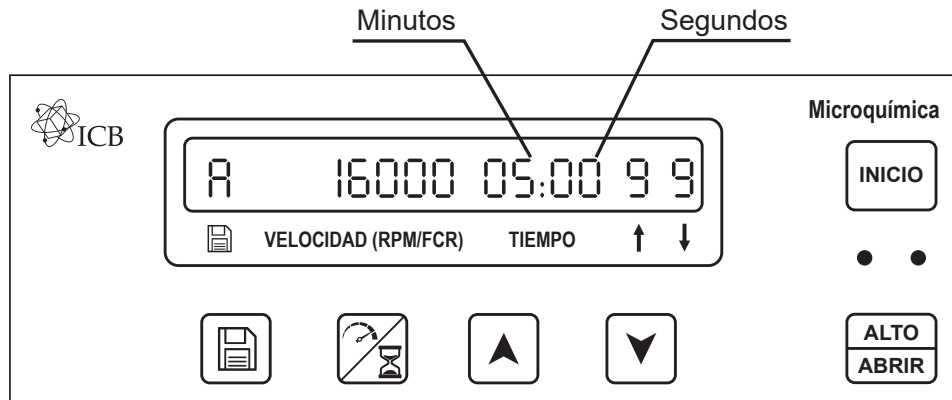 Minutos Segundos
ICB
Microquímica
A 16000 05:00 9 9
INICIO
VELOCIDAD (RPM/FCR) TIEMPO
ALTO
ABRIR